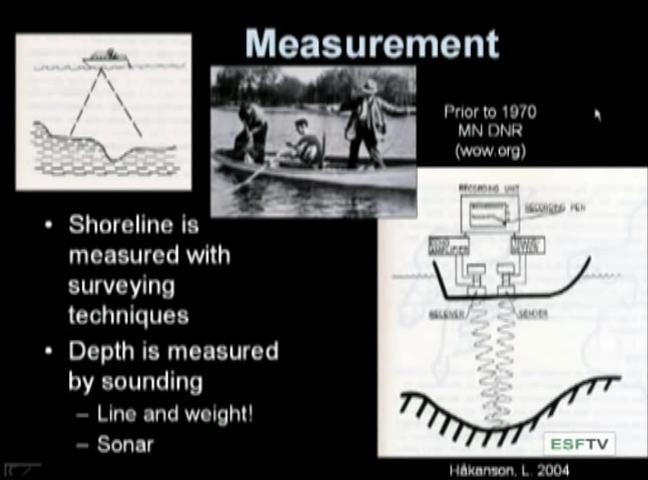 Measurement
Prior to 1970
MN DNR
(wow.org)
• Shoreline is
measured with
surveying
techniques
• Depth is measured
by sounding
– Line and weight!
– Sonar
RECORDING UNIT
RECORDING PEN
AMPLIFIER
RECEIVER
SENDER
ESFTV
Håkanson. L. 2004